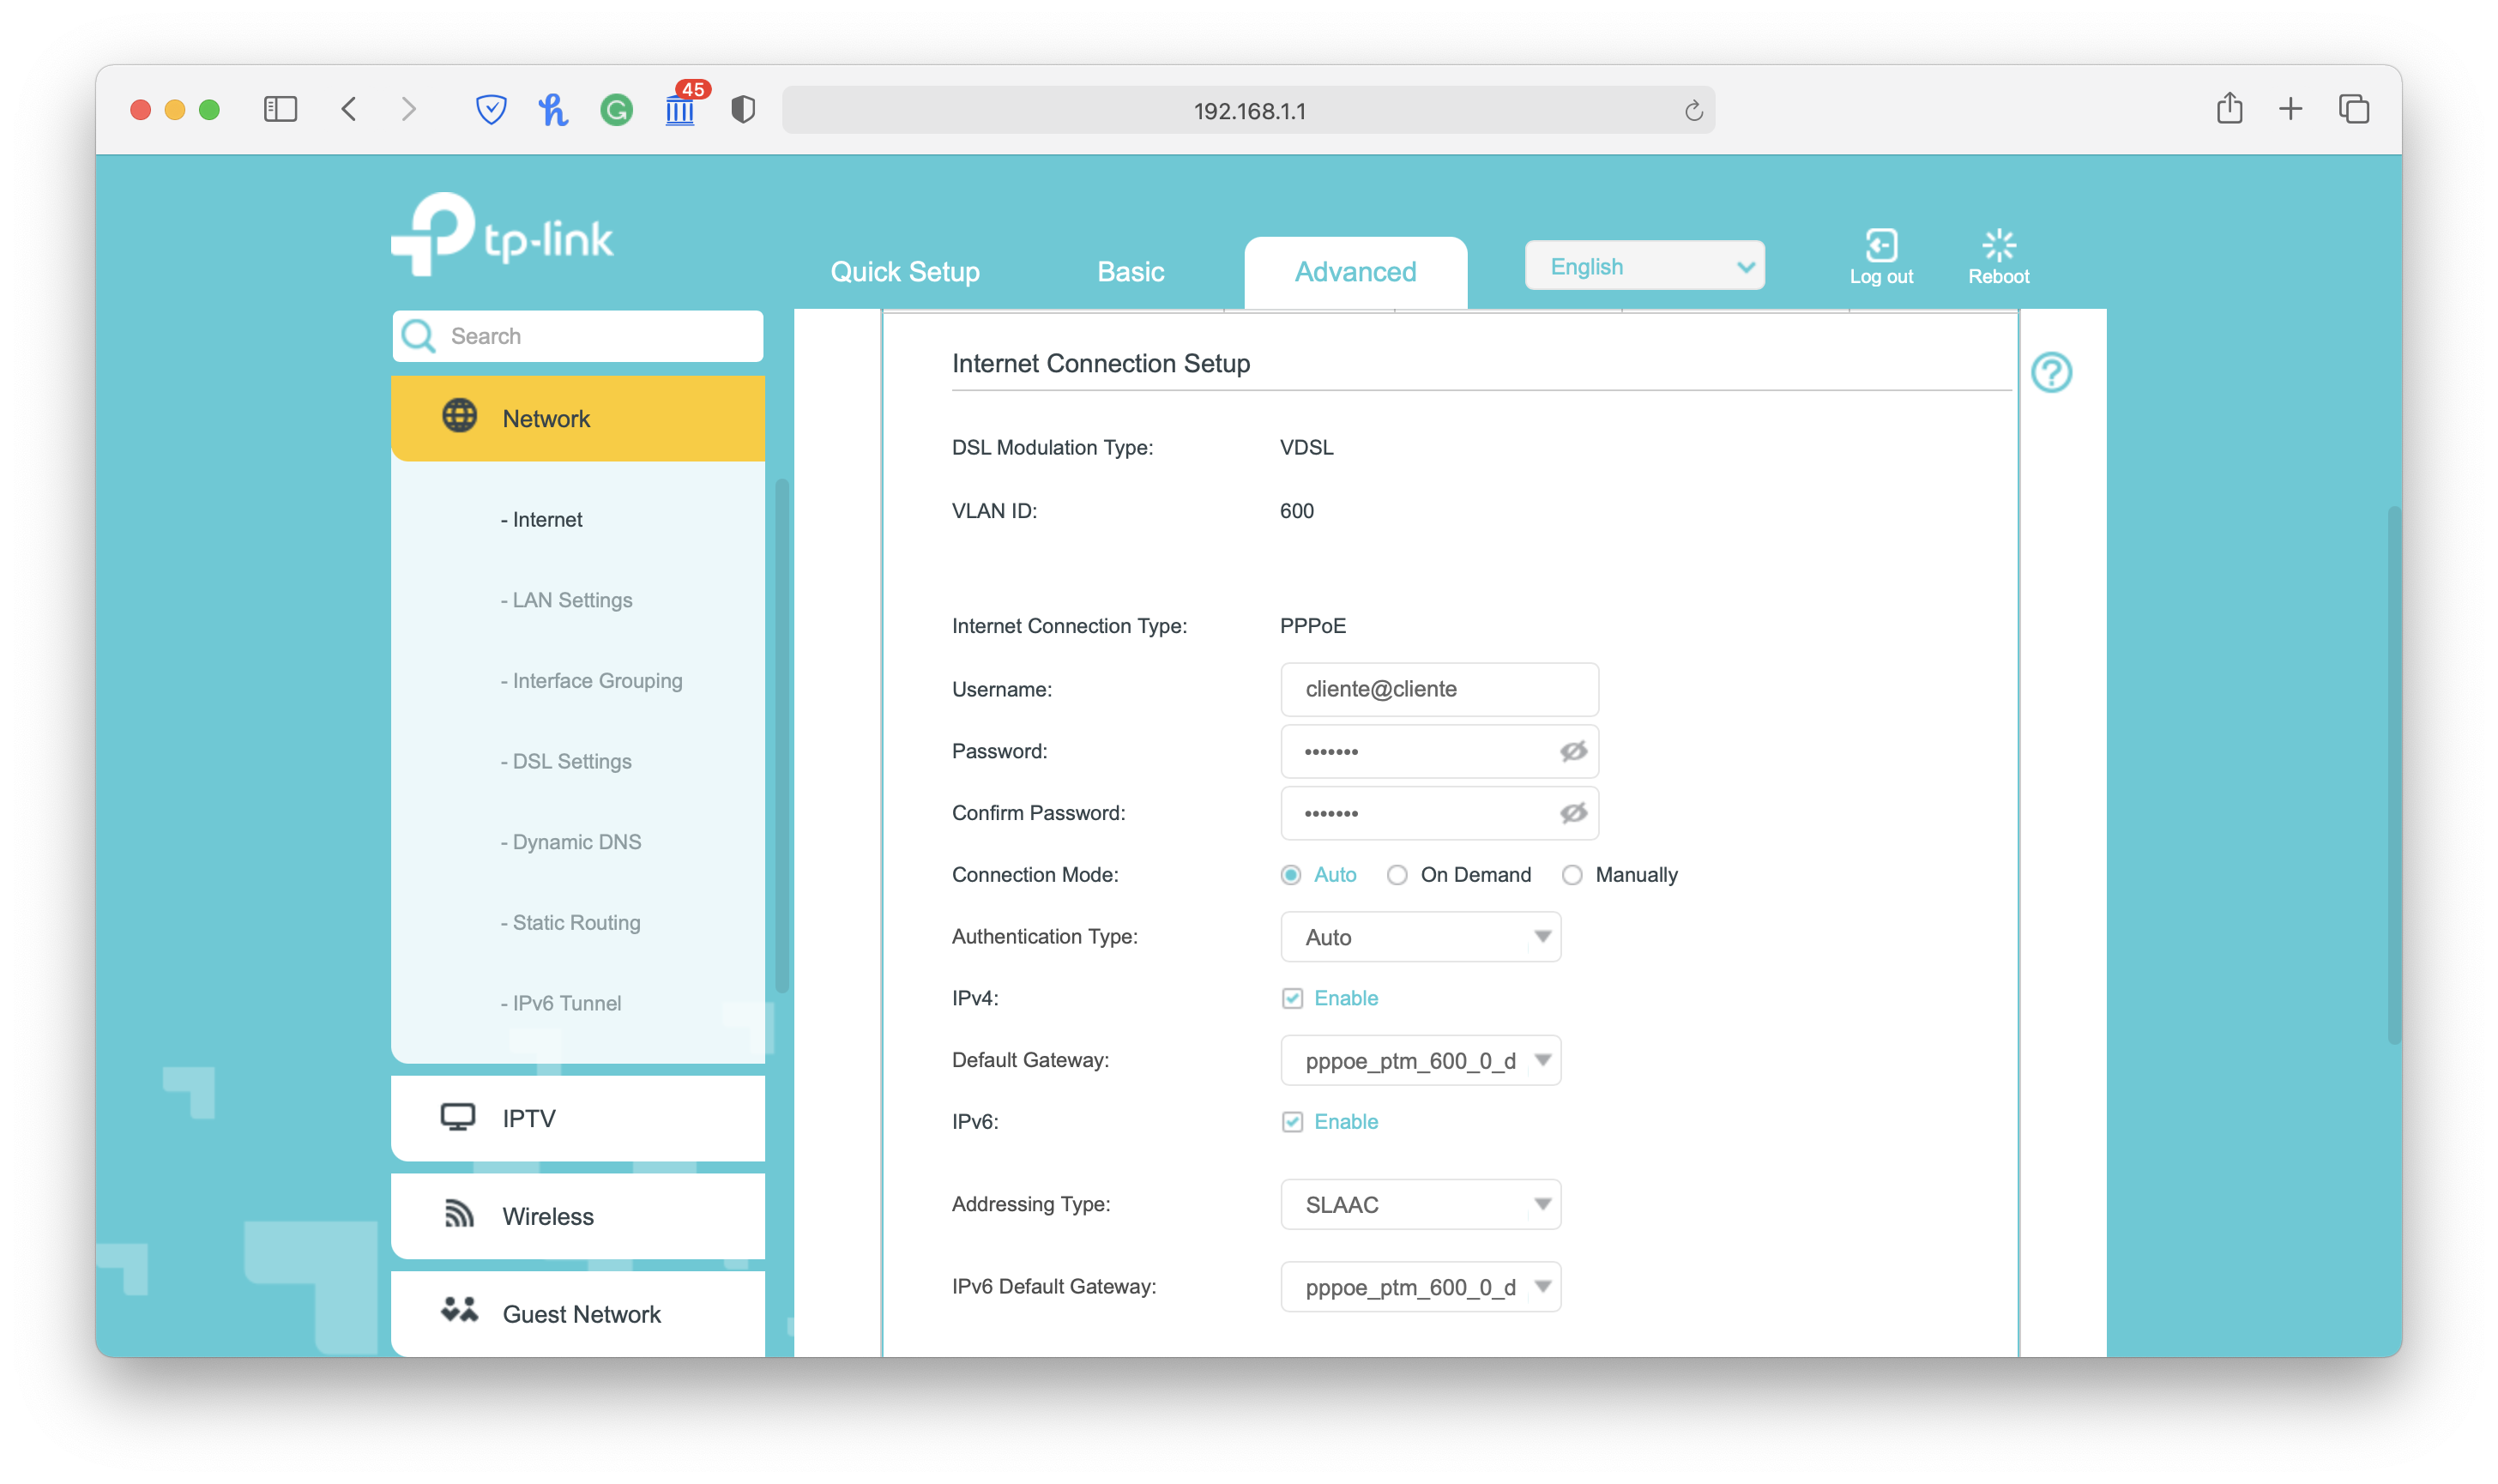 45
192.168.1.1
tp-link
Quick Setup
Basic
Advanced
English
Log out
Reboot
Search
Network
- Internet
- LAN Settings
- Interface Grouping
- DSL Settings
- Dynamic DNS
- Static Routing
- IPv6 Tunnel
IPTV
Wireless
Guest Network
Internet Connection Setup
DSL Modulation Type: VDSL
VLAN ID: 600
Internet Connection Type: PPPoE
Username: cliente@cliente
Password: •••••••
Confirm Password: •••••••
Connection Mode: Auto On Demand Manually
Authentication Type: Auto
IPv4: Enable
Default Gateway: pppoe_ptm_600_0_d
IPv6: Enable
Addressing Type: SLAAC
IPv6 Default Gateway: pppoe_ptm_600_0_d